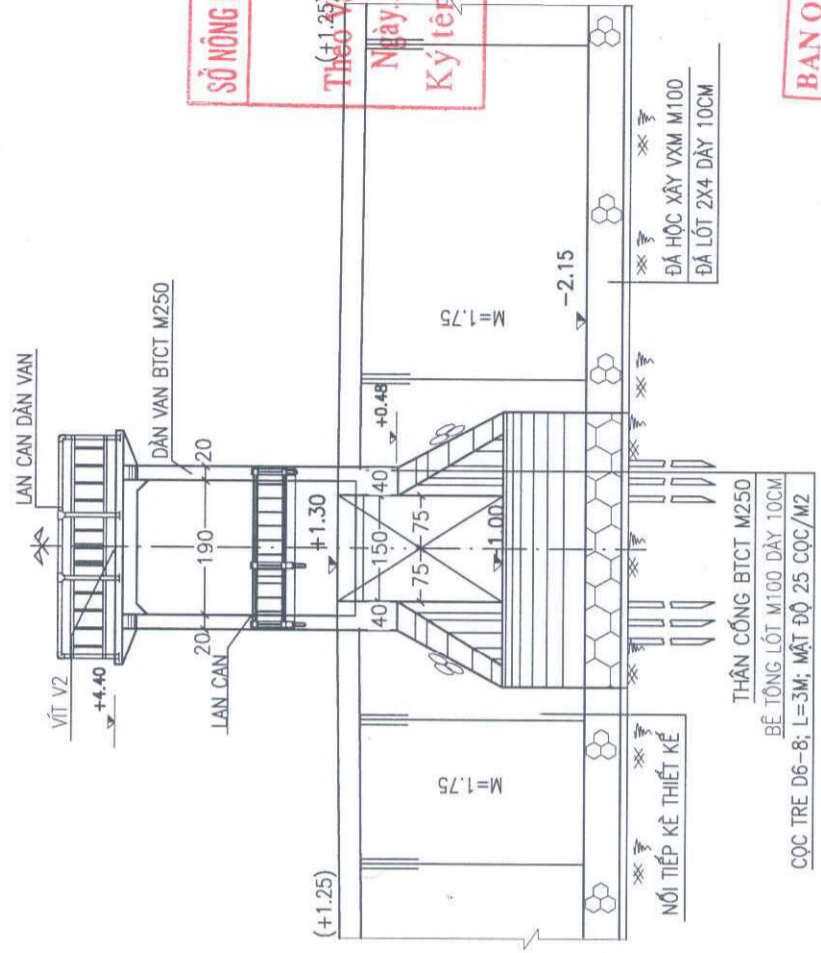 LAN CAN DÀN VAN
VÍT V2
+4.40
DÀN VAN BTCT M250
20
190
20
LAN CAN
+1.30
(+1.25)
(+1.25)
40
150
40
+0.48
75
75
-1.00
M=1.75
M=1.75
-2.15
NỐI TIẾP KÈ THIẾT KẾ
THÂN CỐNG BTCT M250
BÊ TÔNG LÓT M100 DÀY 10CM
CỌC TRE D6-8; L=3M; MẬT ĐỘ 25 CỌC/M2
ĐÁ HỘC XÂY VXM M100
ĐÁ LÓT 2X4 DÀY 10CM
SỞ NÔNG
Theo
Ngày..
Ký tên
BAN